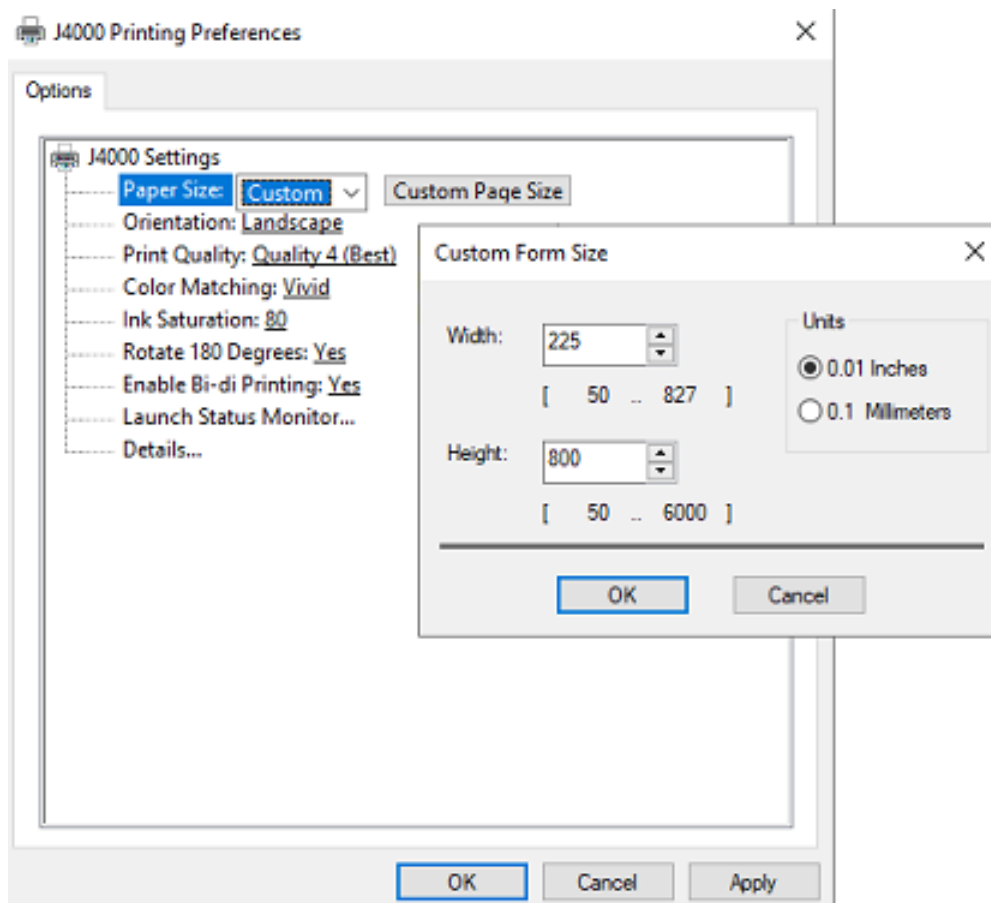 J4000 Printing Preferences
Options
J4000 Settings
Paper Size: Custom Custom Page Size
Orientation: Landscape
Print Quality: Quality 4 (Best)
Color Matching: Vivid
Ink Saturation: 80
Rotate 180 Degrees: Yes
Enable Bi-di Printing: Yes
Launch Status Monitor...
Details...
Custom Form Size
Width: 225
[ 50 .. 827 ]
Height: 800
[ 50 .. 6000 ]
Units
0.01 Inches
0.1 Millimeters
OK Cancel
OK Cancel Apply